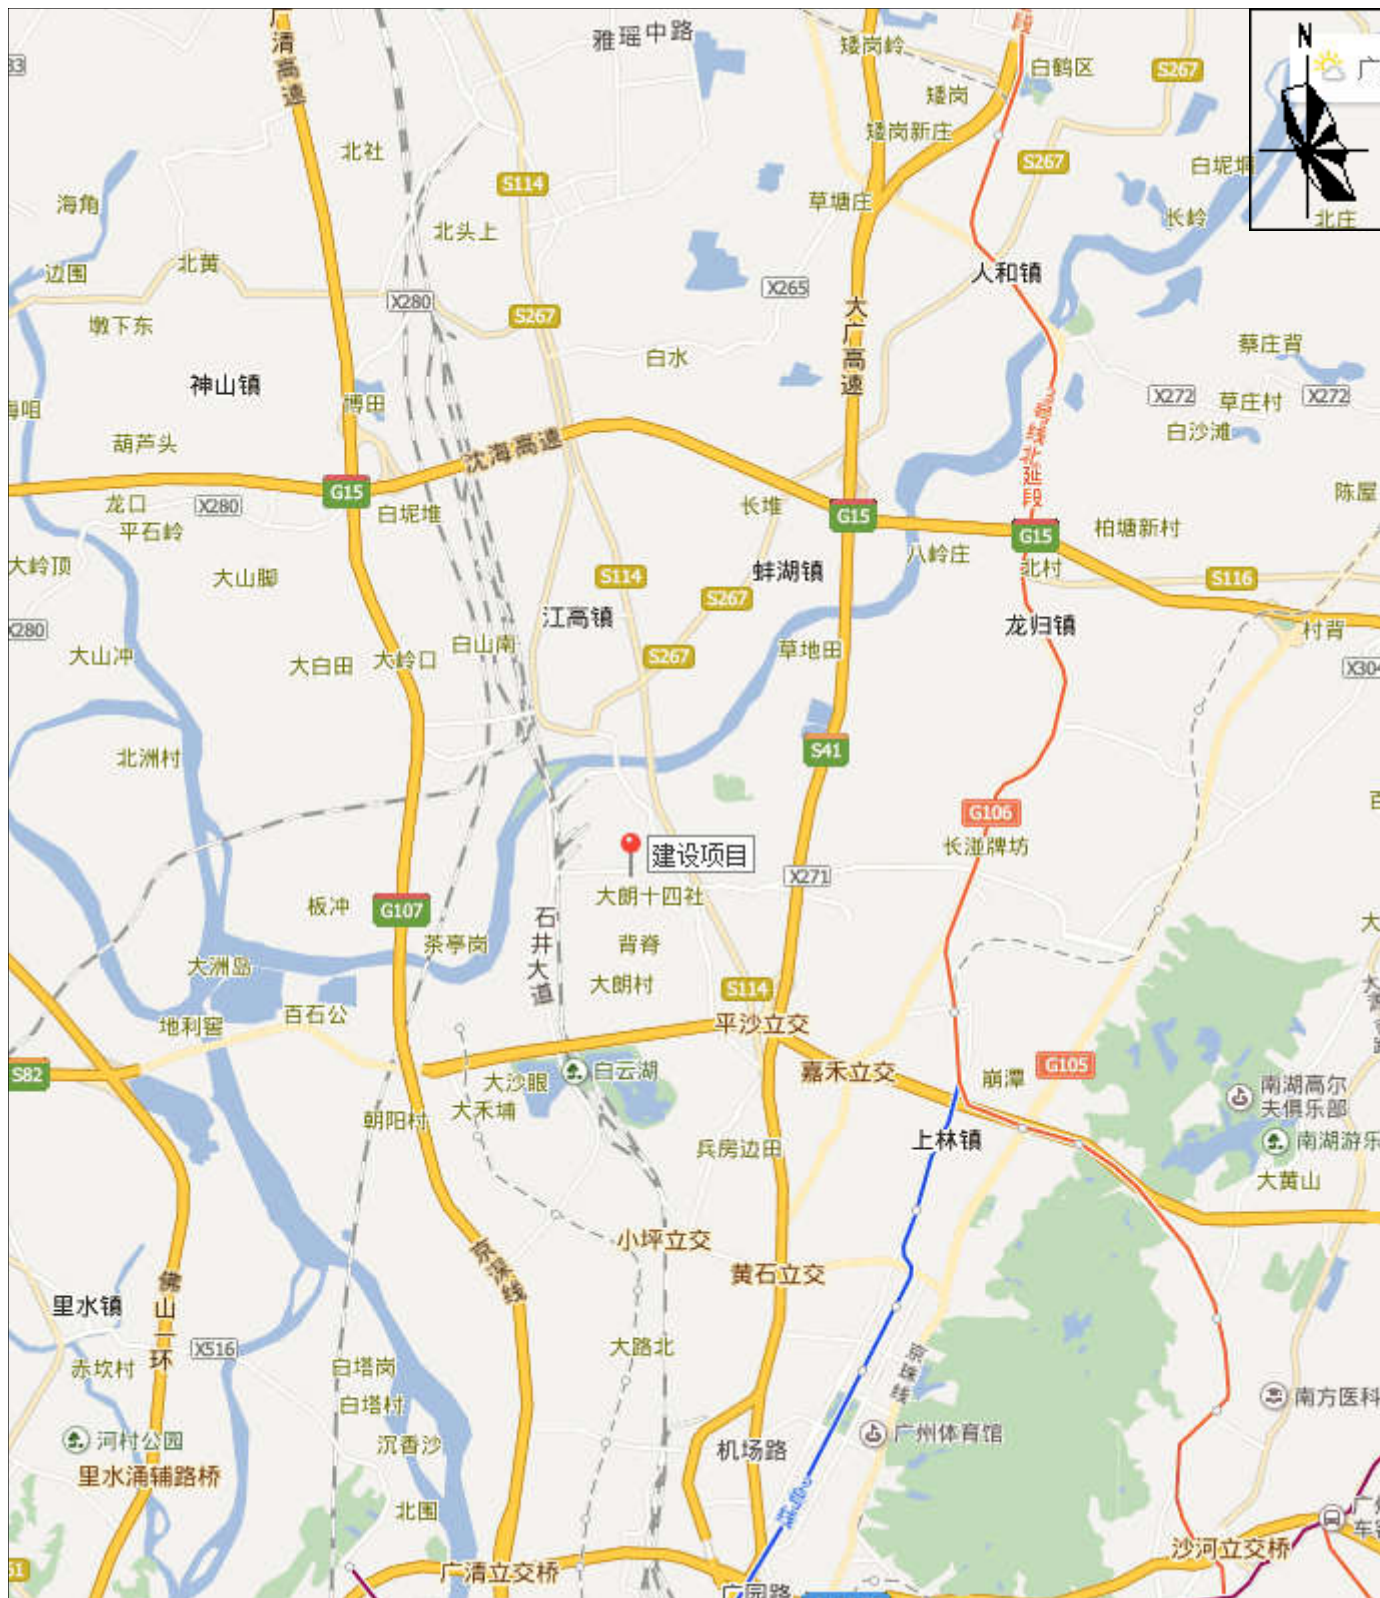 雅瑶中路
矮岗岭
白鹤区
S267
N
广
清高速
矮岗
矮岗新庄
北社
S114
S267
白坭垌
海角
草塘庄
长岭
北庄
北头上
边围
北黄
人和镇
X280
X265
S267
墩下东
大广高速
白水
蔡庄背
神山镇
博田
X272
草庄村
X272
葫芦头
沈海高速
白沙滩
北延段
G15
龙口
X280
白坭堆
长堆
G15
G15
陈屋
平石岭
八岭庄
柏塘新村
大岭顶
大山脚
S114
蚌湖镇
北村
S116
S267
江高镇
龙归镇
X280
村背
大山冲
大白田
大岭口
白山南
S267
草地田
X304
北洲村
S41
G106
长湴牌坊
建设项目
X271
板冲
G107
大朗十四社
石井大道
茶亭岗
背脊
大洲岛
大朗村
S114
地利窖
百石公
平沙立交
S82
大沙眼
白云湖
嘉禾立交
崩潭
G105
南湖高尔
夫俱乐部
朝阳村
大禾埔
兵房边田
上林镇
南湖游乐
大黄山
小坪立交
京深线
黄石立交
里水镇
佛山一环
X516
赤坎村
白塔岗
大路北
京珠线
白塔村
南方医科
河村公园
沉香沙
机场路
广州体育馆
里水涌辅路桥
北围
沙河立交桥
广清立交桥
广园路